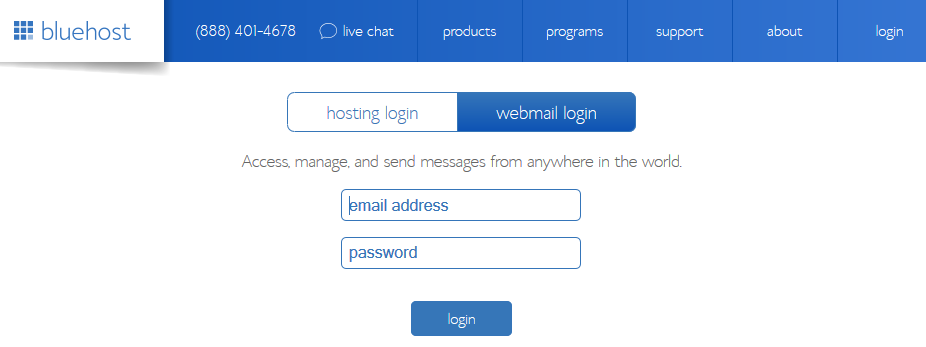 bluehost (888) 401-4678 live chat products programs support about login
hosting login webmail login
Access, manage, and send messages from anywhere in the world.
email address
password
login